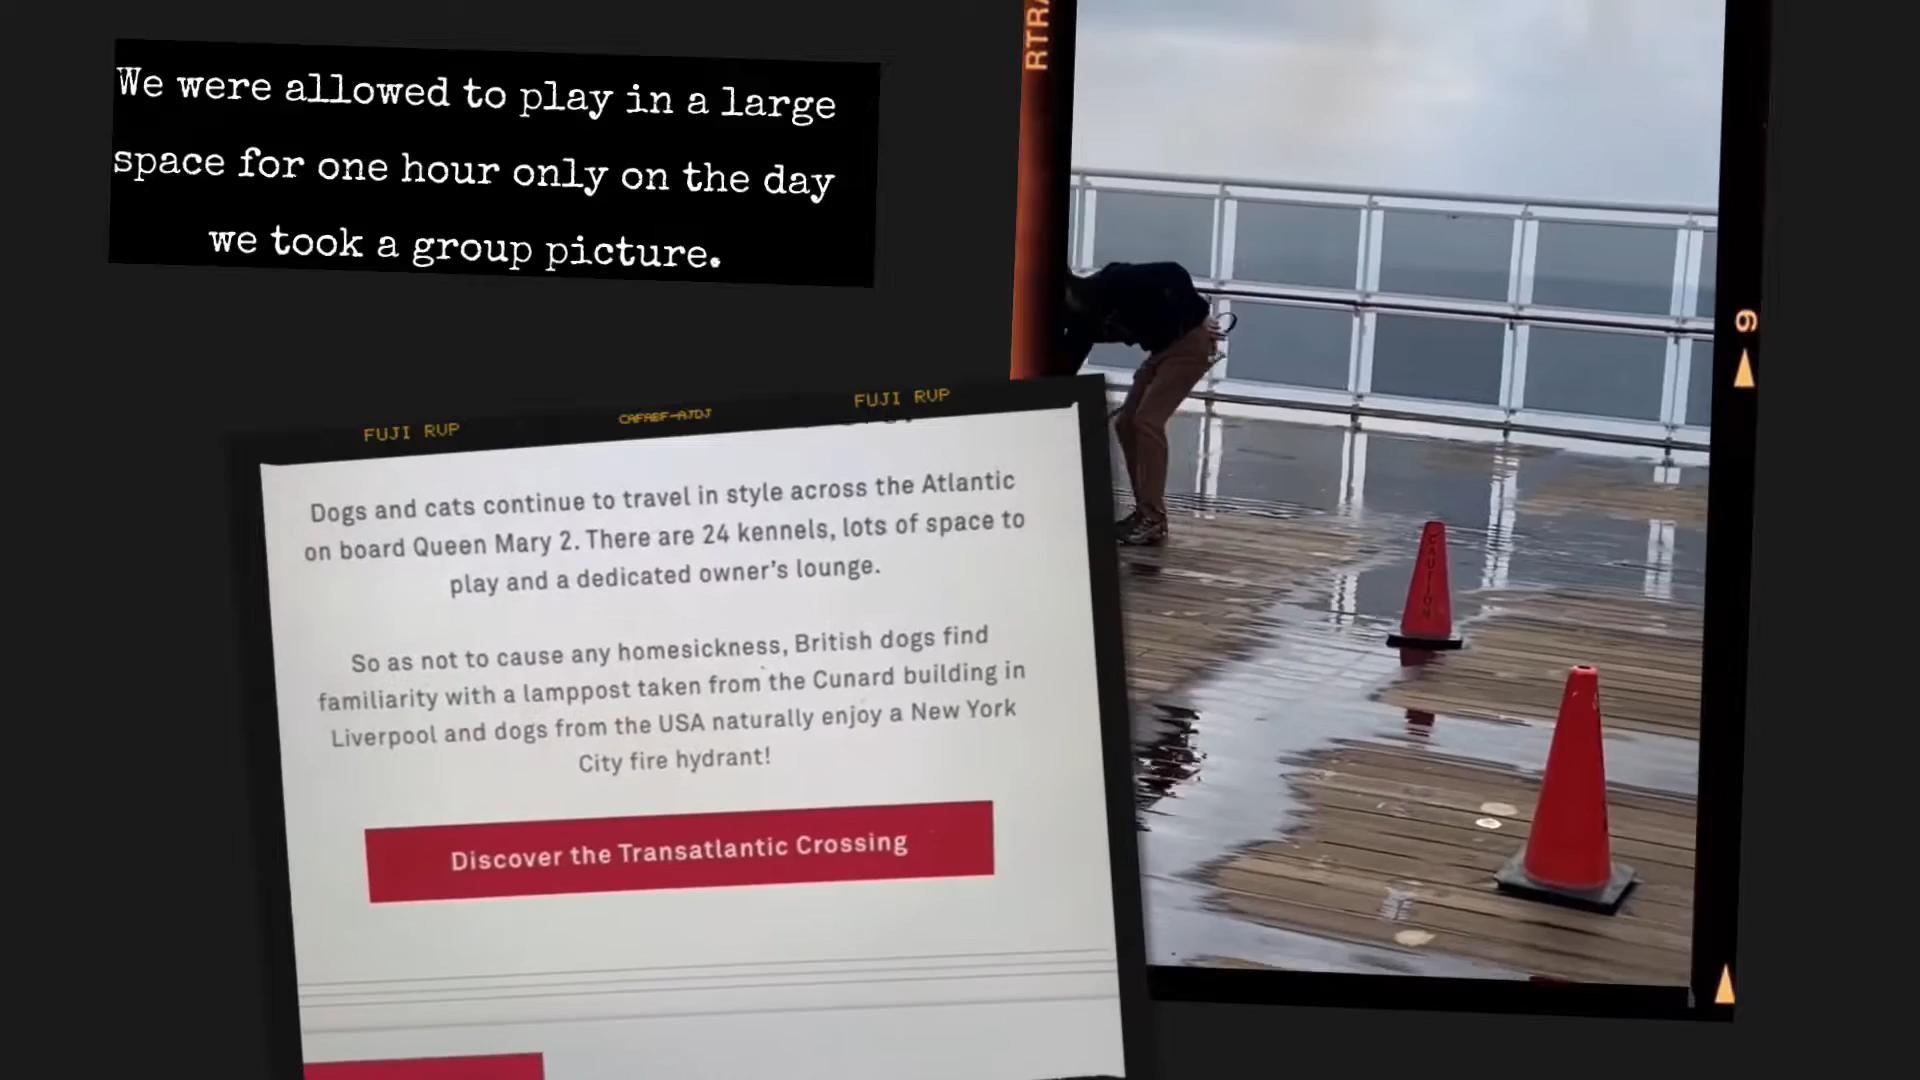 We were allowed to play in a large
space for one hour only on the day
we took a group picture.
RTRA
6
FUJI RVP
CAFABF-AJDJ
FUJI RVP
Dogs and cats continue to travel in style across the Atlantic
on board Queen Mary 2. There are 24 kennels, lots of space to
play and a dedicated owner's lounge.
So as not to cause any homesickness, British dogs find
familiarity with a lamppost taken from the Cunard building in
Liverpool and dogs from the USA naturally enjoy a New York
City fire hydrant!
Discover the Transatlantic Crossing
CAUTION